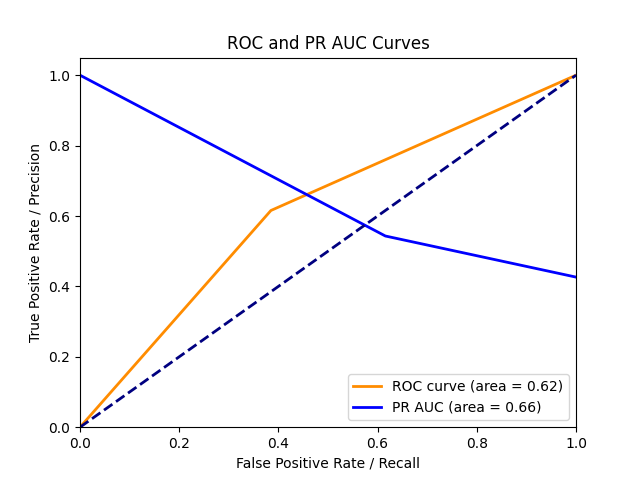 ROC and PR AUC Curves
True Positive Rate / Precision
1.0
0.8
0.6
0.4
0.2
0.0
0.0 0.2 0.4 0.6 0.8 1.0
False Positive Rate / Recall
ROC curve (area = 0.62)
PR AUC (area = 0.66)